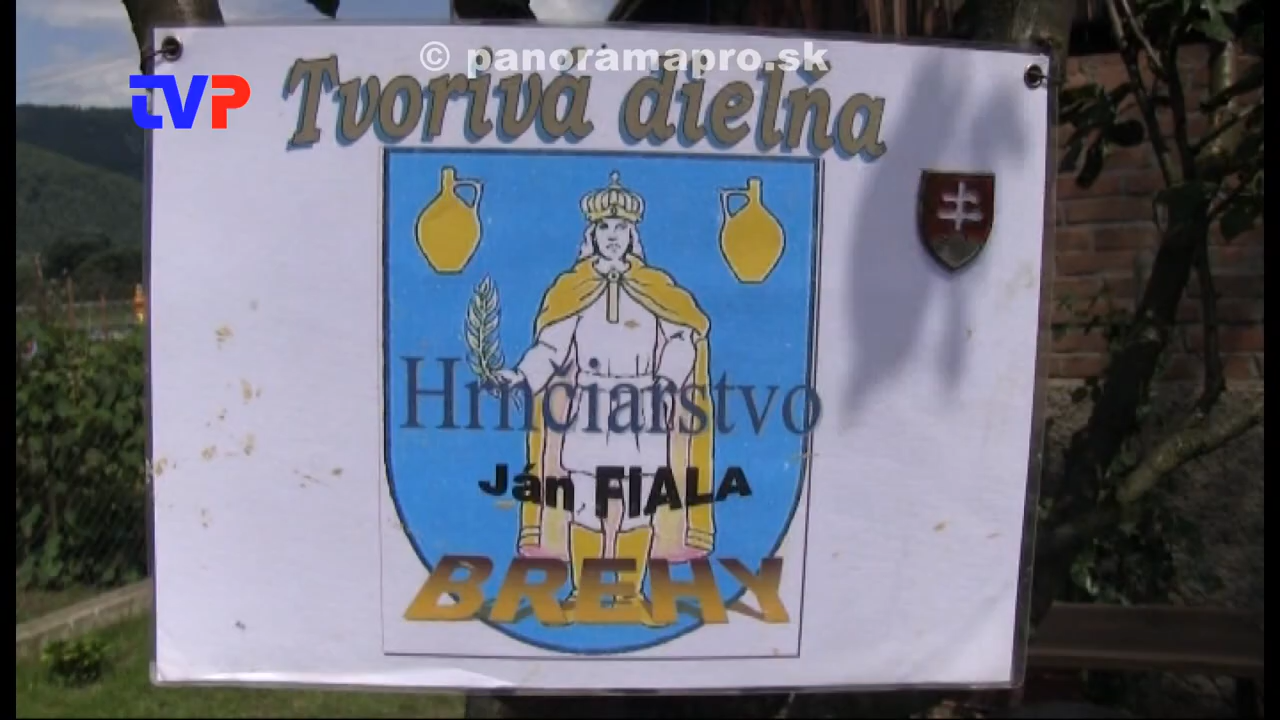 © panoramapro.sk
TVP
Tvorivá dielňa
Hrnčiarstvo
Ján FIALA
BREHY